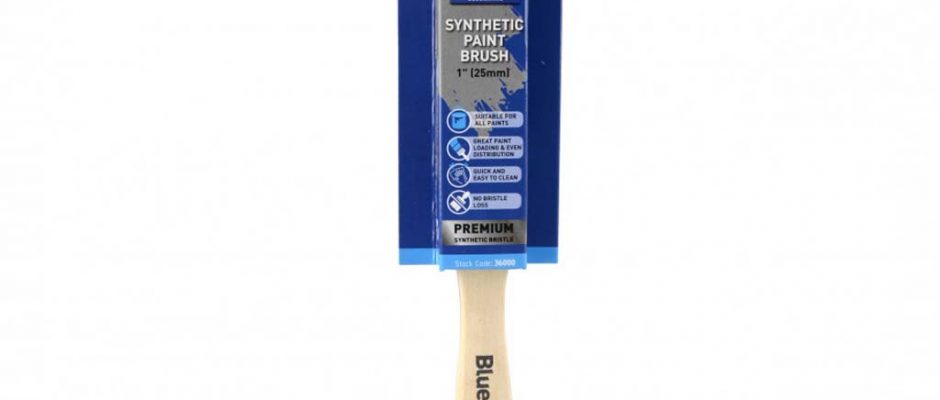 SYNTHETIC
PAINT
BRUSH
1" (25mm)
SUITABLE FOR
ALL PAINTS
GREAT PAINT
LOADING & EVEN
DISTRIBUTION
QUICK AND
EASY TO CLEAN
NO BRISTLE
LOSS
PREMIUM
SYNTHETIC BRISTLE
Stock Code: 36000
Blue